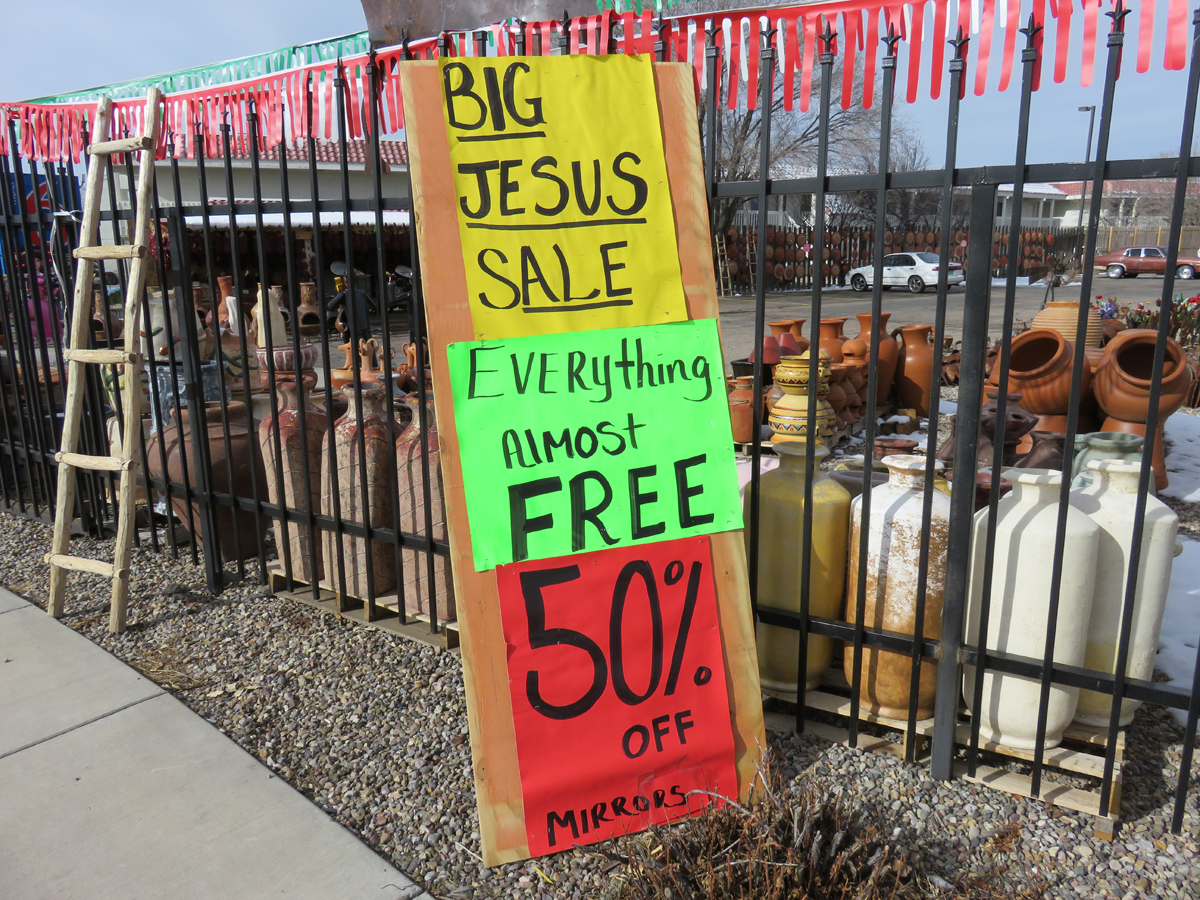 BIG
JESUS
SALE
EVERything
AlMOST
FREE
50%
OFF
MIRRORS